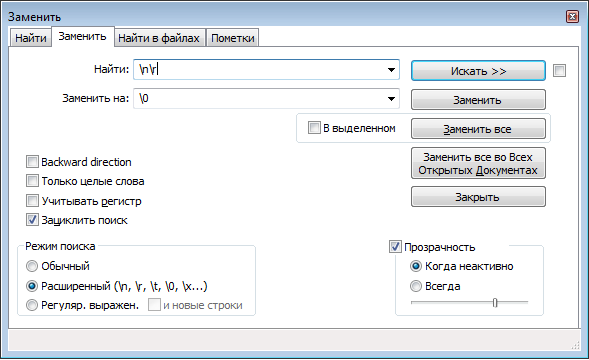 Заменить
Найти
Заменить
Найти в файлах
Пометки
Найти: \n\r
Искать >>
Заменить на: \0
Заменить
В выделенном
Заменить все
Заменить все во Всех
Открытых Документах
Закрыть
Backward direction
Только целые слова
Учитывать регистр
Зациклить поиск
Режим поиска
Обычный
Расширенный (\n, \r, \t, \0, \x...)
Регуляр. выражен.
и новые строки
Прозрачность
Когда неактивно
Всегда